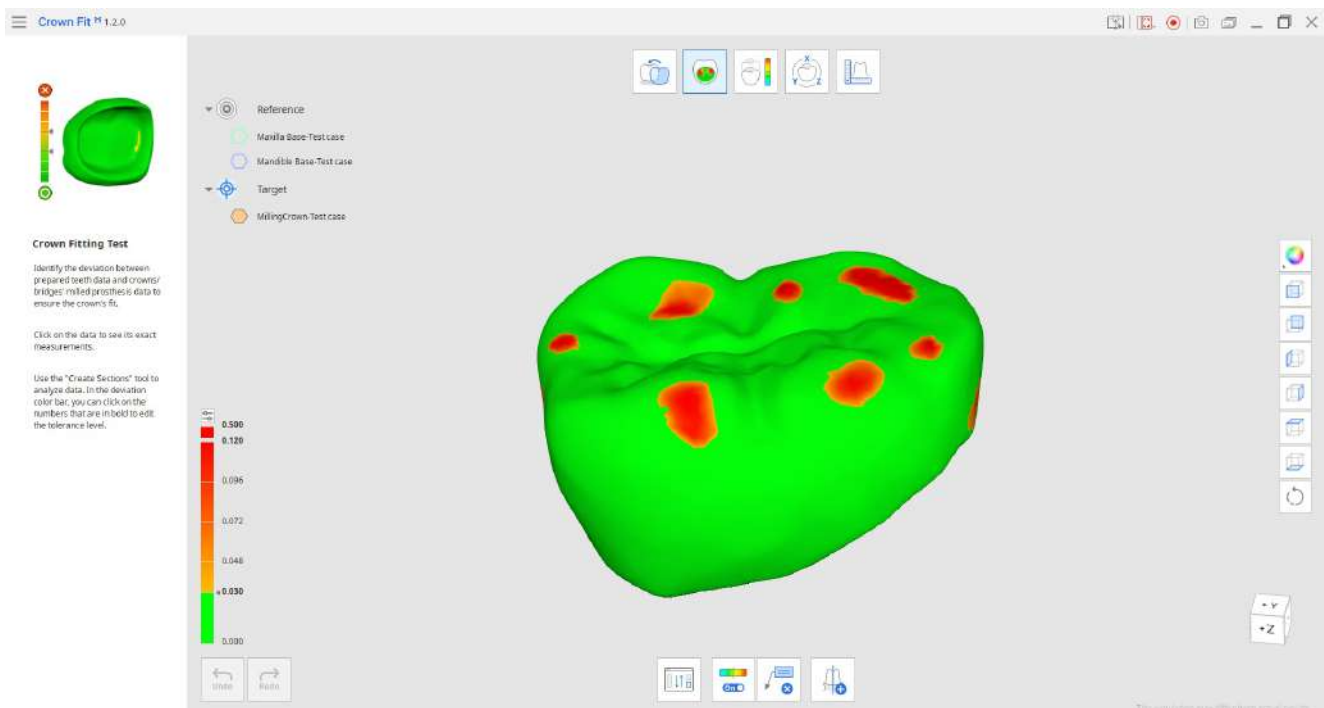 Crown Fit M 1.2.0
Reference
Maxilla Base-Test case
Mandible Base-Test case
Target
MillingCrown-Test case
Crown Fitting Test
Identify the deviation between
prepared teeth data and crowns/
bridges' milled prosthesis data to
ensure the crown's fit.
Click on the data to see its exact
measurements.
Use the "Create Sections" tool to
analyze data. In the deviation
color bar, you can click on the
numbers that are in bold to edit
the tolerance level.
X
Y
Z
0.500
0.120
0.096
0.072
0.048
0.030
0.000
+Y
+Z
Undo
Redo
On